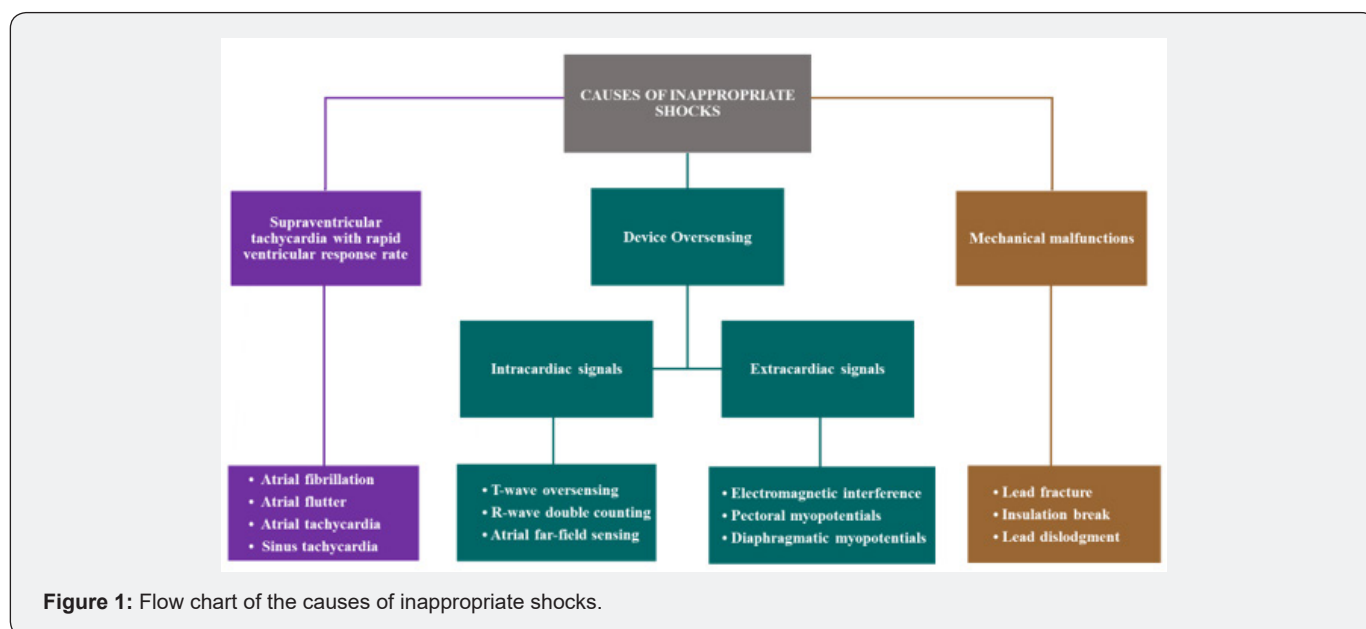 CAUSES OF INAPPROPRIATE
SHOCKS
Supraventricular
tachycardia with rapid
ventricular response rate
Device Oversensing
Mechanical malfunctions
Intracardiac signals
Extracardiac signals
• Atrial fibrillation
• Atrial flutter
• Atrial tachycardia
• Sinus tachycardia
• T-wave oversensing
• R-wave double counting
• Atrial far-field sensing
• Electromagnetic interference
• Pectoral myopotentials
• Diaphragmatic myopotentials
• Lead fracture
• Insulation break
• Lead dislodgment
Figure 1: Flow chart of the causes of inappropriate shocks.